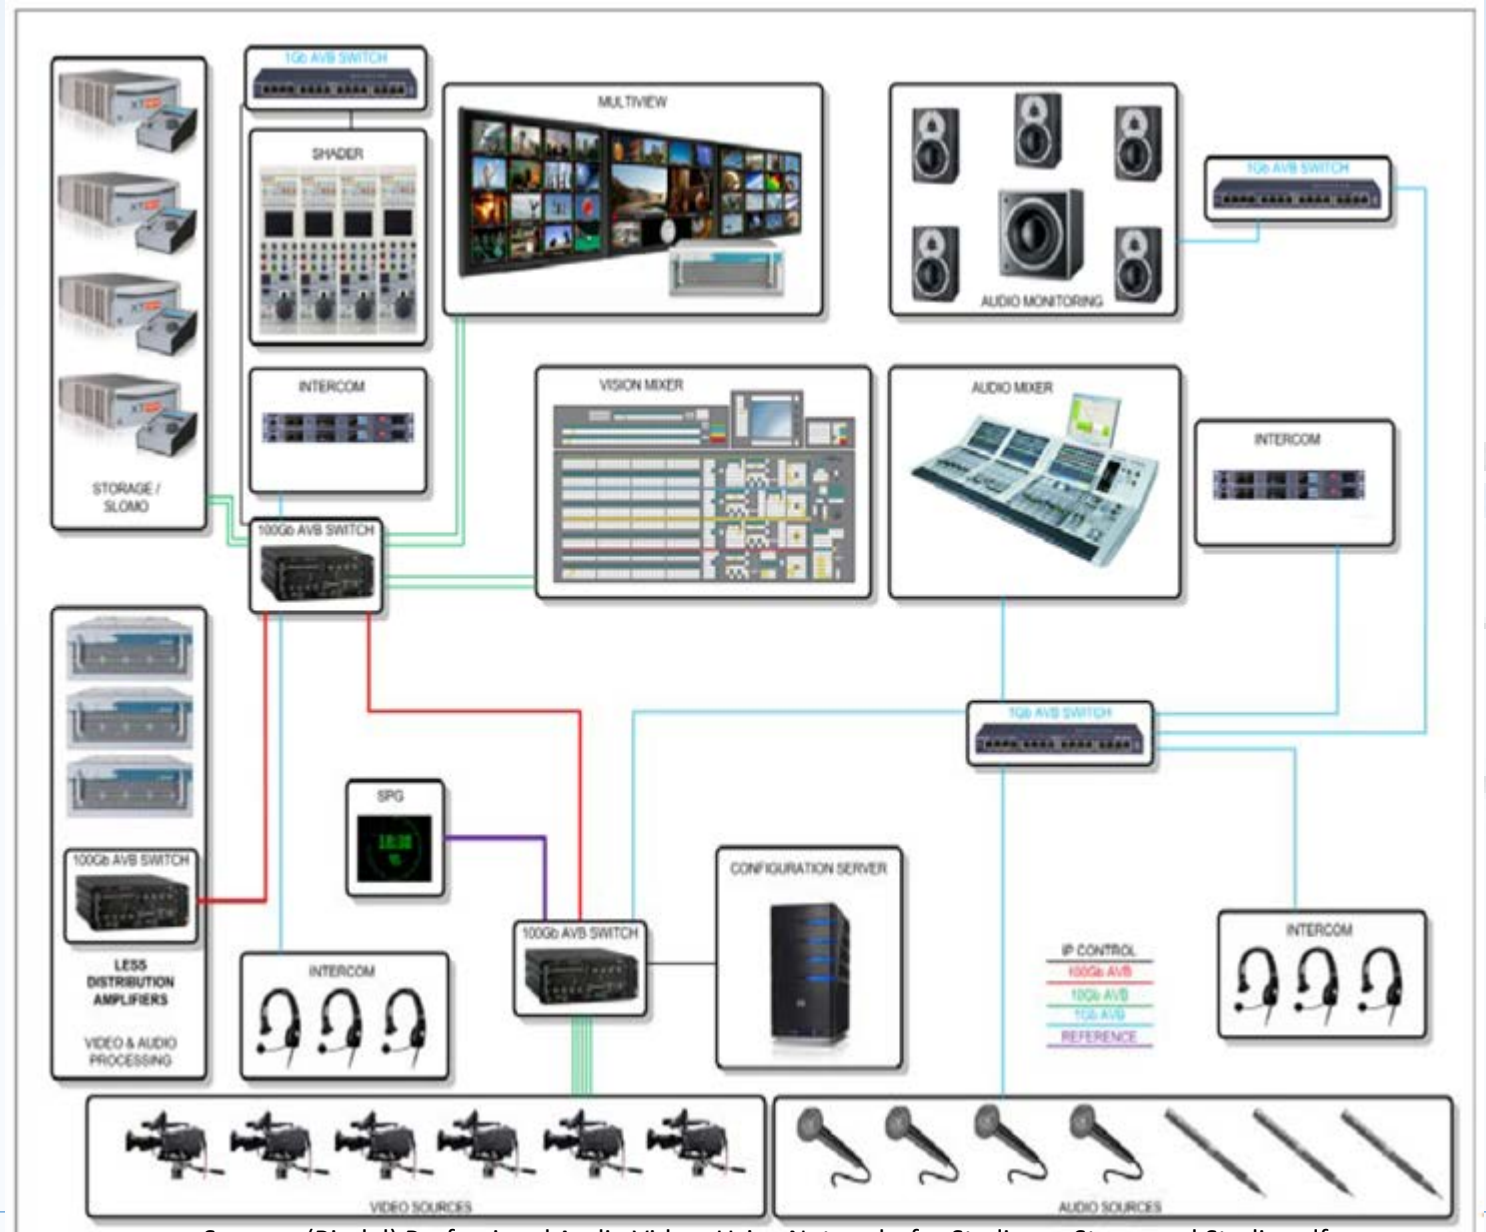 1Gb AVB SWITCH
SHADER
MULTIVIEW
AUDIO MONITORING
1Gb AVB SWITCH
STORAGE /
SLOMO
INTERCOM
VISION MIXER
AUDIO MIXER
INTERCOM
100Gb AVB SWITCH
1Gb AVB SWITCH
SPG
100Gb AVB SWITCH
LESS
DISTRIBUTION
AMPLIFIERS
VIDEO & AUDIO
PROCESSING
INTERCOM
100Gb AVB SWITCH
CONFIGURATION SERVER
IP CONTROL
100Gb AVB
10Gb AVB
1Gb AVB
REFERENCE
INTERCOM
VIDEO SOURCES
AUDIO SOURCES